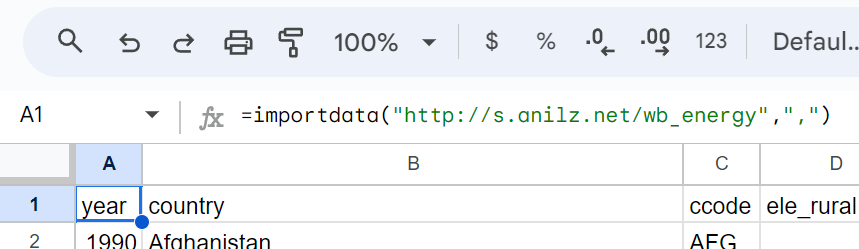 100% $ % .0 .00 123 Defaul..
A1 fx =importdata("http://s.anilz.net/wb_energy",",")
A B C D
1 year country ccode ele_rural
2 1990 Afghanistan AFG